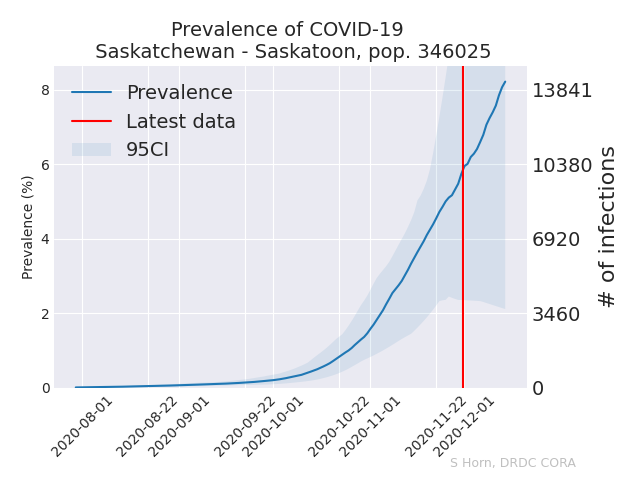 Prevalence of COVID-19
Saskatchewan - Saskatoon, pop. 346025
Prevalence
Latest data
95CI
Prevalence (%)
8
6
4
2
0
13841
10380
6920
3460
0
# of infections
2020-08-01
2020-08-22
2020-09-01
2020-09-22
2020-10-01
2020-10-22
2020-11-01
2020-11-22
2020-12-01
S Horn, DRDC CORA